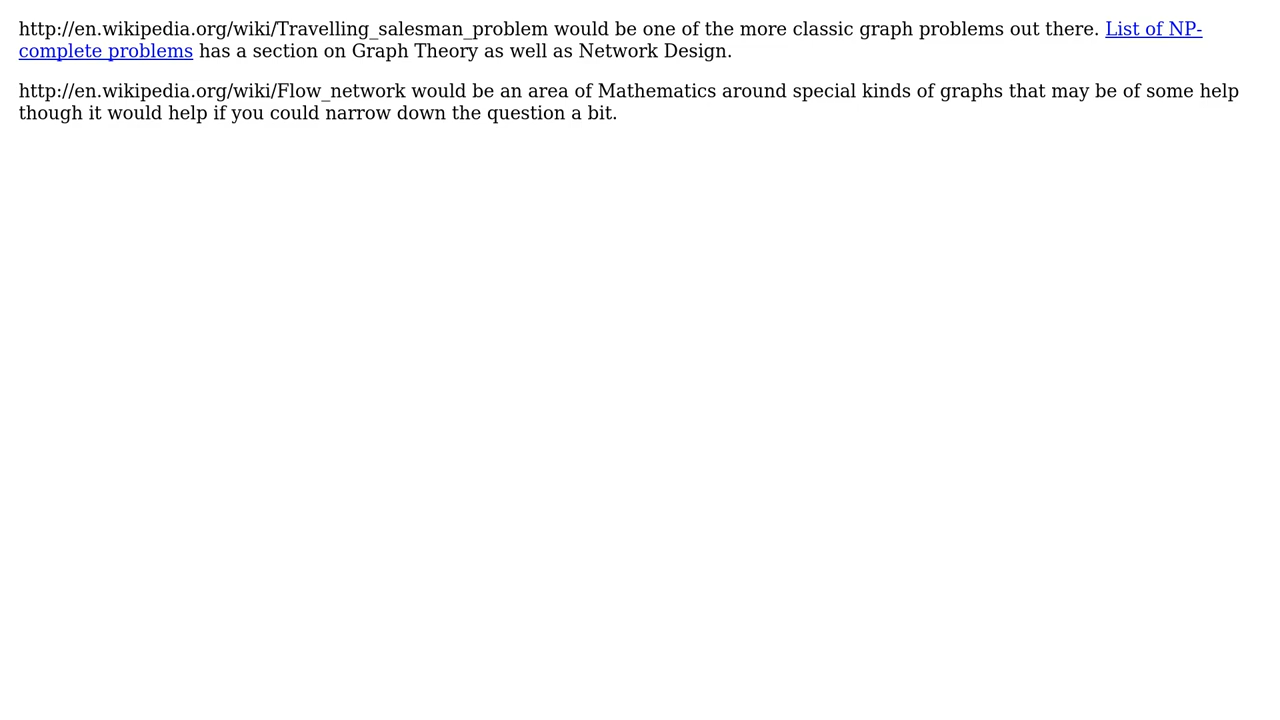 http://en.wikipedia.org/wiki/Travelling_salesman_problem would be one of the more classic graph problems out there. List of NP-
complete problems has a section on Graph Theory as well as Network Design.
http://en.wikipedia.org/wiki/Flow_network would be an area of Mathematics around special kinds of graphs that may be of some help
though it would help if you could narrow down the question a bit.